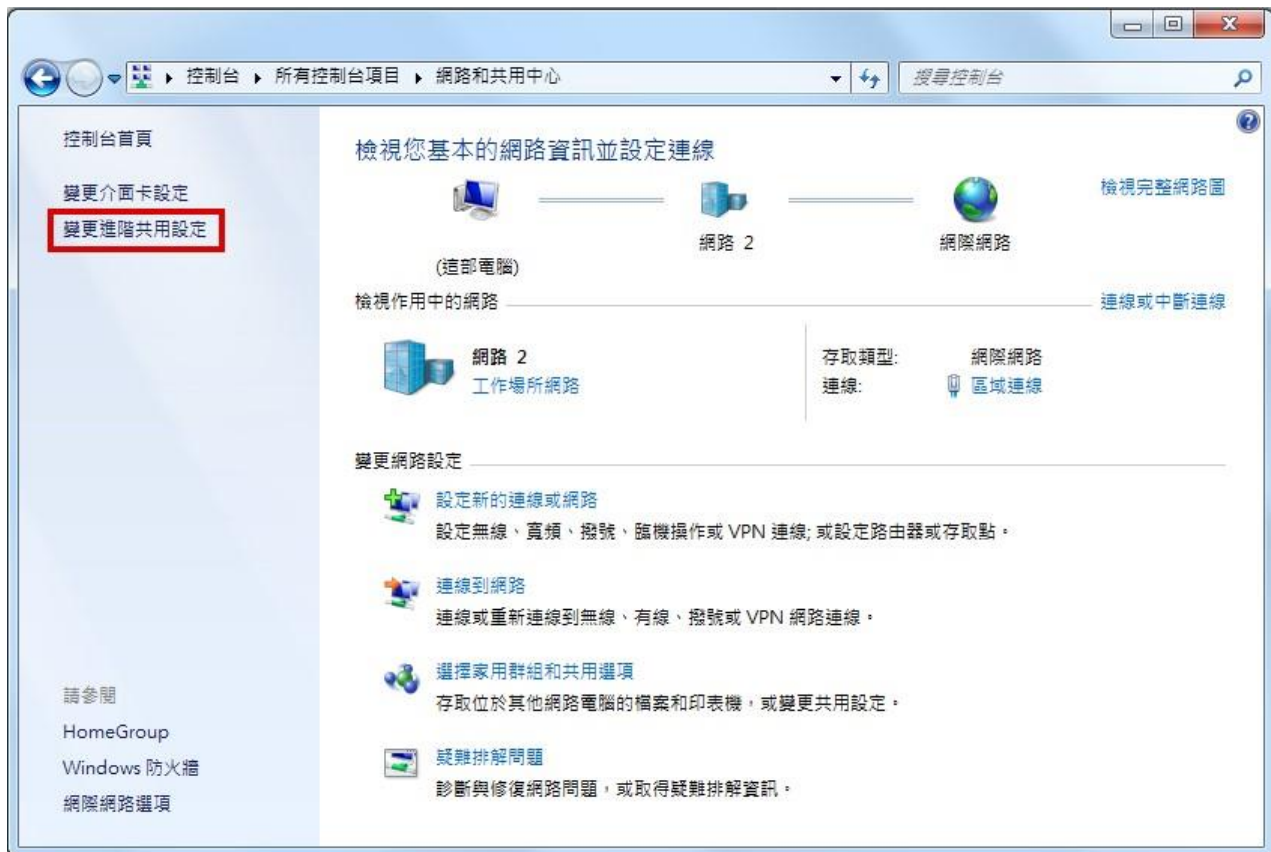 控制台 ▸ 所有控制台項目 ▸ 網路和共用中心
搜尋控制台
控制台首頁
變更介面卡設定
變更進階共用設定
請參閱
HomeGroup
Windows 防火牆
網際網路選項
檢視您基本的網路資訊並設定連線
檢視完整網路圖
網路 2
網際網路
(這部電腦)
檢視作用中的網路
連線或中斷連線
網路 2
工作場所網路
存取類型: 網際網路
連線: 區域連線
變更網路設定
設定新的連線或網路
設定無線、寬頻、撥號、臨機操作或 VPN 連線; 或設定路由器或存取點。
連線到網路
連線或重新連線到無線、有線、撥號或 VPN 網路連線。
選擇家用群組和共用選項
存取位於其他網路電腦的檔案和印表機，或變更共用設定。
疑難排解問題
診斷與修復網路問題，或取得疑難排解資訊。